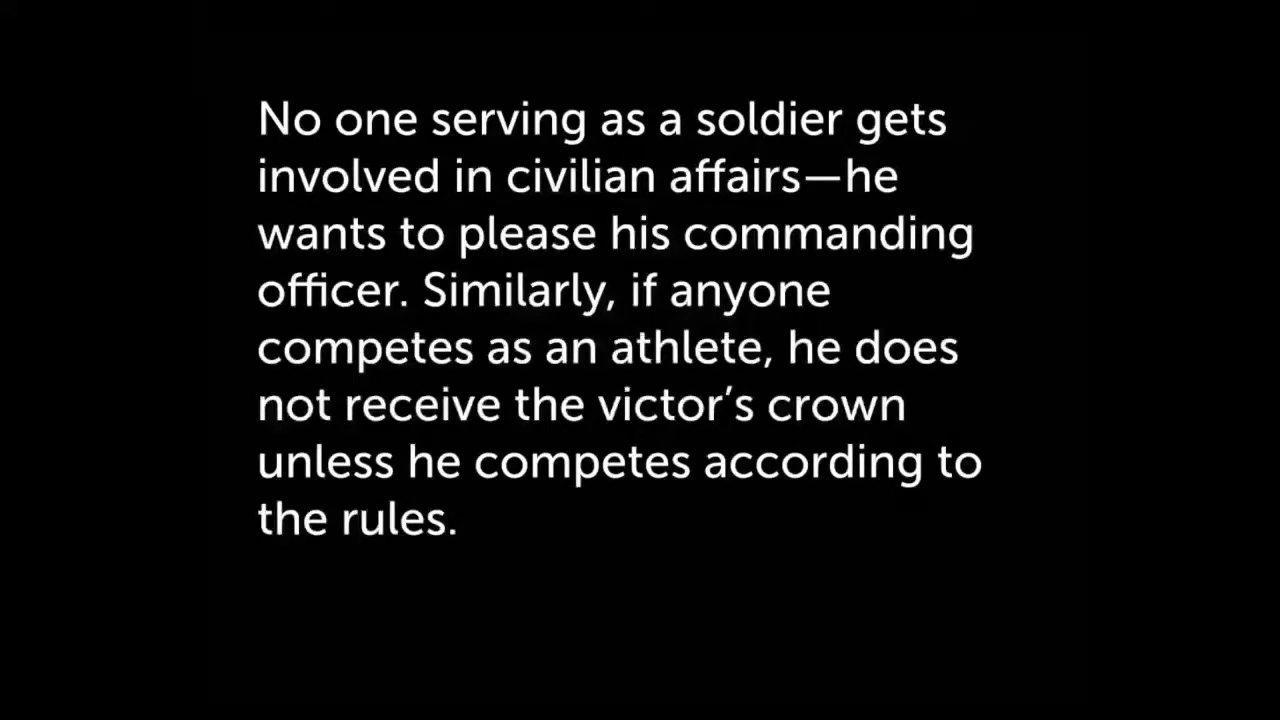 No one serving as a soldier gets
involved in civilian affairs—he
wants to please his commanding
officer. Similarly, if anyone
competes as an athlete, he does
not receive the victor’s crown
unless he competes according to
the rules.